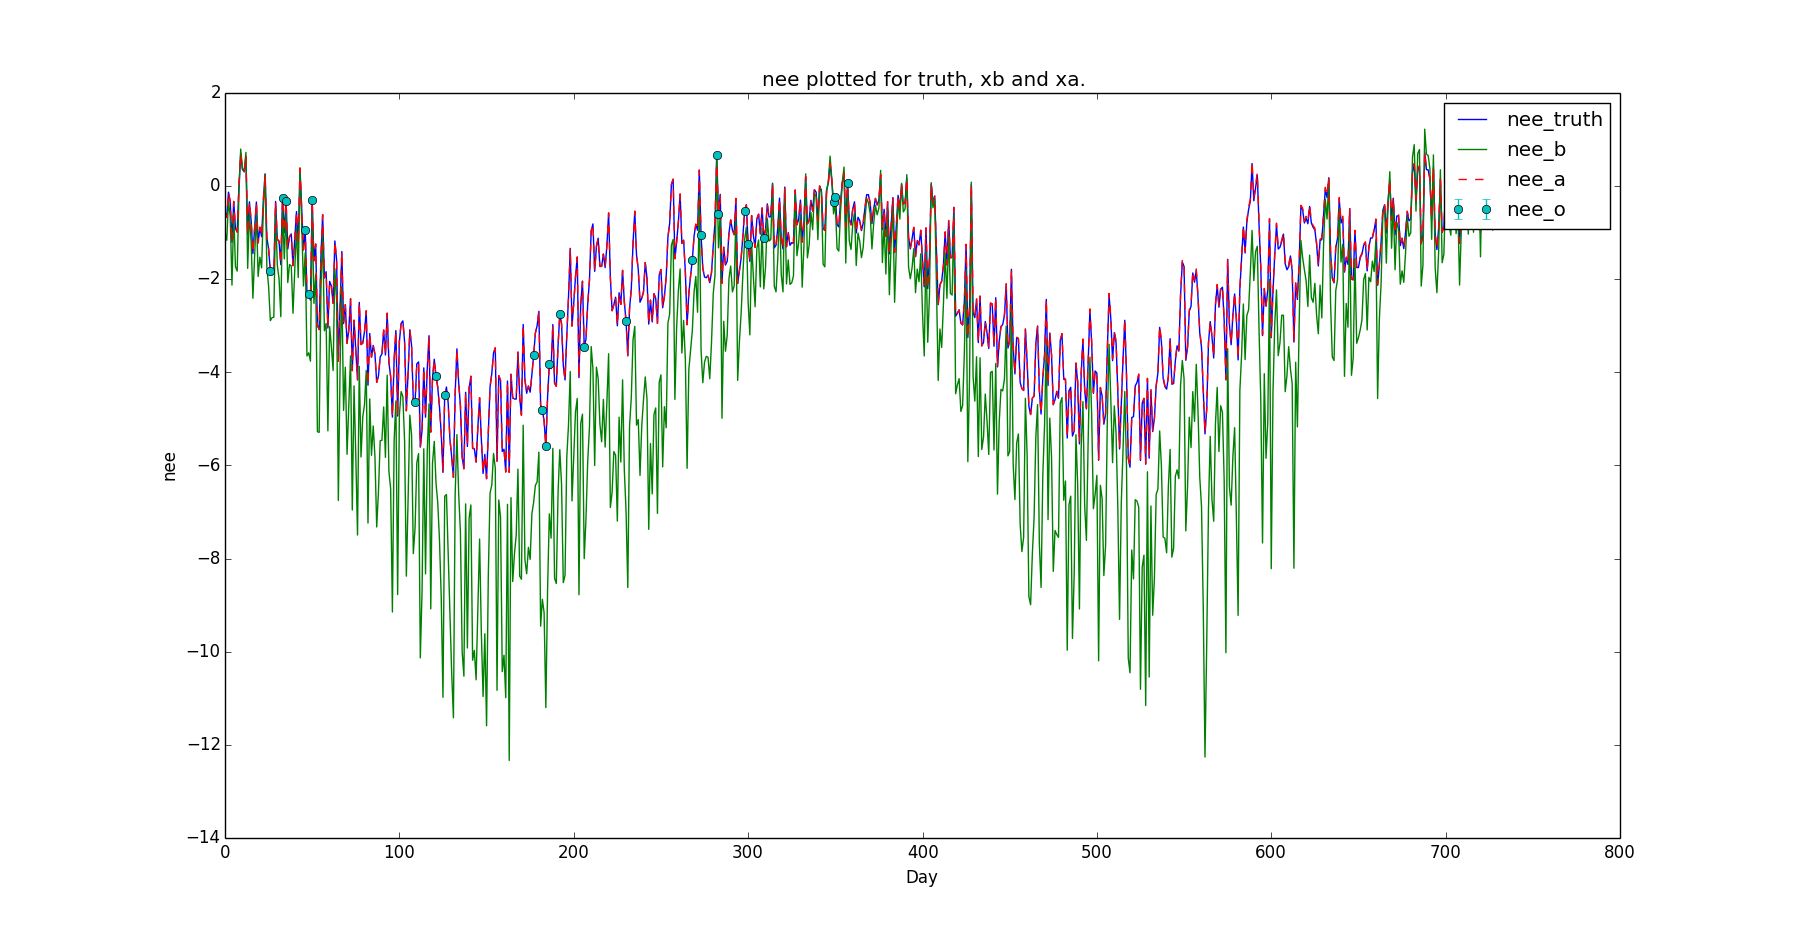 nee plotted for truth, xb and xa.
2
0
−2
−4
−6
−8
−10
−12
−14
nee
0 100 200 300 400 500 600 700 800
Day
nee_truth
nee_b
nee_a
nee_o